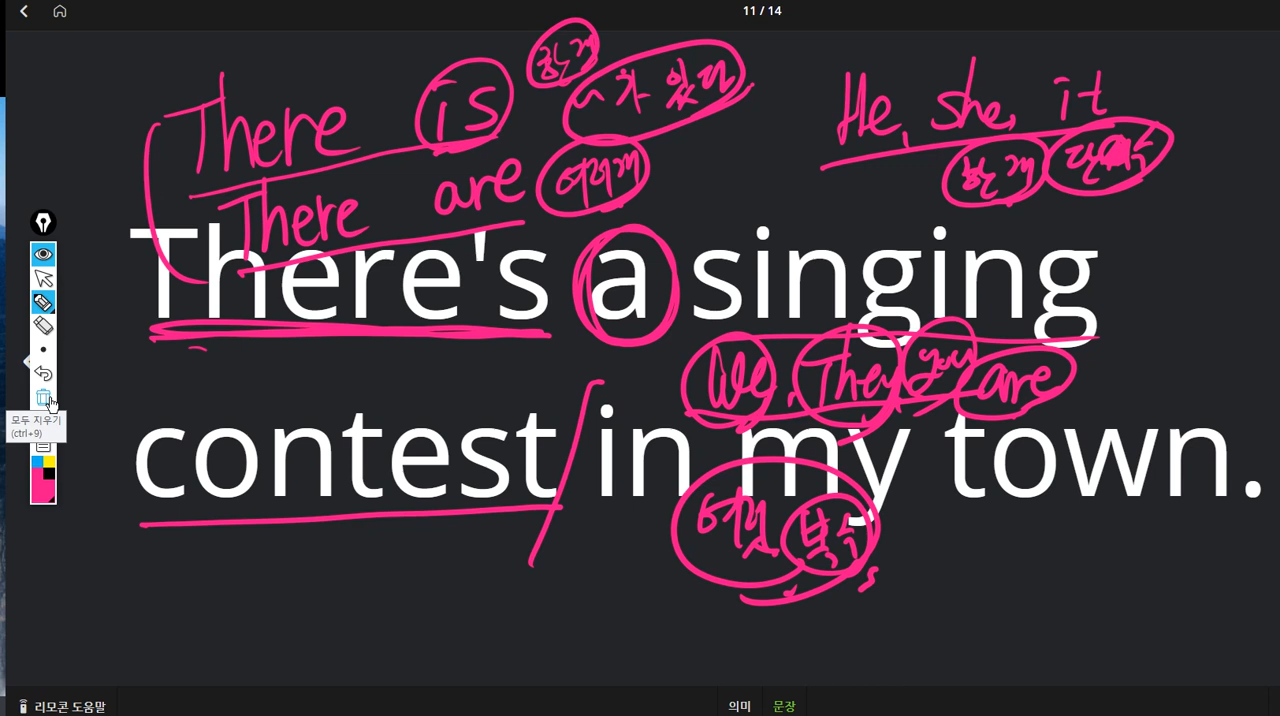 11 / 14
There is 한개 ~가 있다
He, she, it
There are 여러개
한개 단수
There's a singing
We, They you are
contest in my town.
모두 지우기
(ctrl+9)
여럿 복수
s
리모콘 도움말
의미 문장